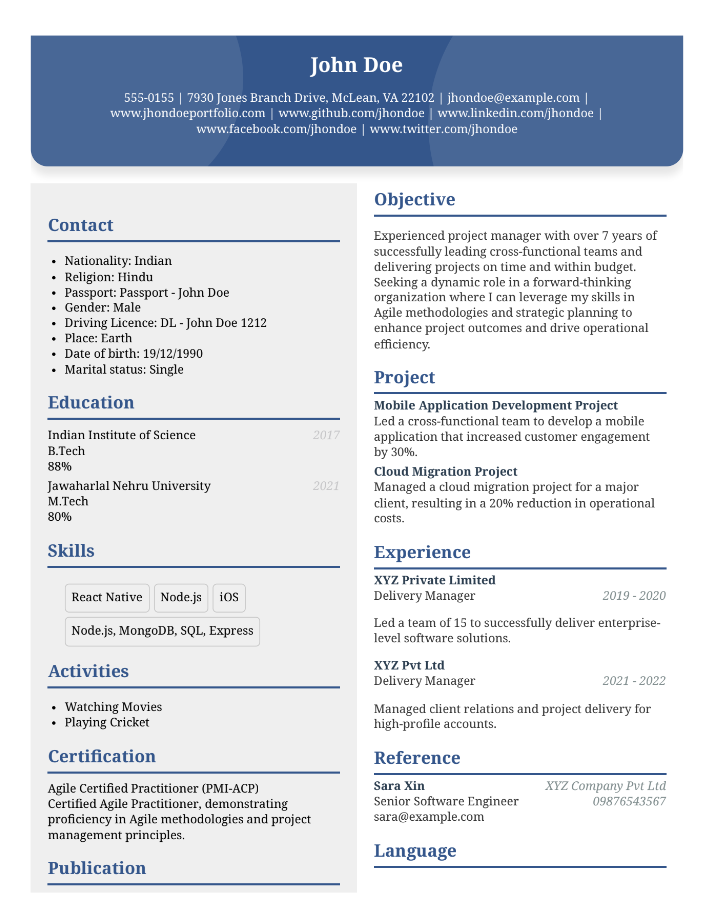 John Doe
555-0155 | 7930 Jones Branch Drive, McLean, VA 22102 | jhondoe@example.com |
www.jhondoeportfolio.com | www.github.com/jhondoe | www.linkedin.com/jhondoe |
www.facebook.com/jhondoe | www.twitter.com/jhondoe
Contact
• Nationality: Indian
• Religion: Hindu
• Passport: Passport - John Doe
• Gender: Male
• Driving Licence: DL - John Doe 1212
• Place: Earth
• Date of birth: 19/12/1990
• Marital status: Single
Education
Indian Institute of Science 2017
B.Tech
88%
Jawaharlal Nehru University 2021
M.Tech
80%
Skills
React Native Node.js iOS
Node.js, MongoDB, SQL, Express
Activities
• Watching Movies
• Playing Cricket
Certification
Agile Certified Practitioner (PMI-ACP)
Certified Agile Practitioner, demonstrating
proficiency in Agile methodologies and project
management principles.
Publication
Objective
Experienced project manager with over 7 years of
successfully leading cross-functional teams and
delivering projects on time and within budget.
Seeking a dynamic role in a forward-thinking
organization where I can leverage my skills in
Agile methodologies and strategic planning to
enhance project outcomes and drive operational
efficiency.
Project
Mobile Application Development Project
Led a cross-functional team to develop a mobile
application that increased customer engagement
by 30%.
Cloud Migration Project
Managed a cloud migration project for a major
client, resulting in a 20% reduction in operational
costs.
Experience
XYZ Private Limited
Delivery Manager 2019 - 2020
Led a team of 15 to successfully deliver enterprise-
level software solutions.
XYZ Pvt Ltd
Delivery Manager 2021 - 2022
Managed client relations and project delivery for
high-profile accounts.
Reference
Sara Xin XYZ Company Pvt Ltd
Senior Software Engineer 09876543567
sara@example.com
Language